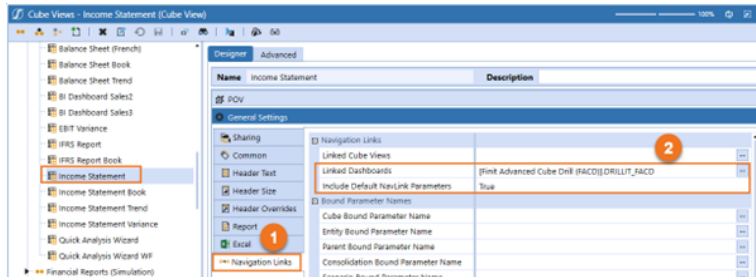 Cube Views - Income Statement (Cube View)
100%
Balance Sheet (French)
Balance Sheet Book
Balance Sheet Trend
BI Dashboard Sales2
BI Dashboard Sales3
EBIT Variance
IFRS Report
IFRS Report Book
Income Statement
Income Statement Book
Income Statement Trend
Income Statement Variance
Quick Analysis Wizard
Quick Analysis Wizard WF
Financial Reports (Simulation)
Designer Advanced
Name Income Statement Description
POV
General Settings
Sharing
Common
Header Text
Header Size
Header Overrides
Report
Excel
1
Navigation Links
Navigation Links
2
Linked Cube Views
Linked Dashboards [Finit Advanced Cube Drill (FACD)].DRILLIT_FACD
Include Default NavLink Parameters True
Bound Parameter Names
Cube Bound Parameter Name
Entity Bound Parameter Name
Parent Bound Parameter Name
Consolidation Bound Parameter Name
Scenario Bound Parameter Name